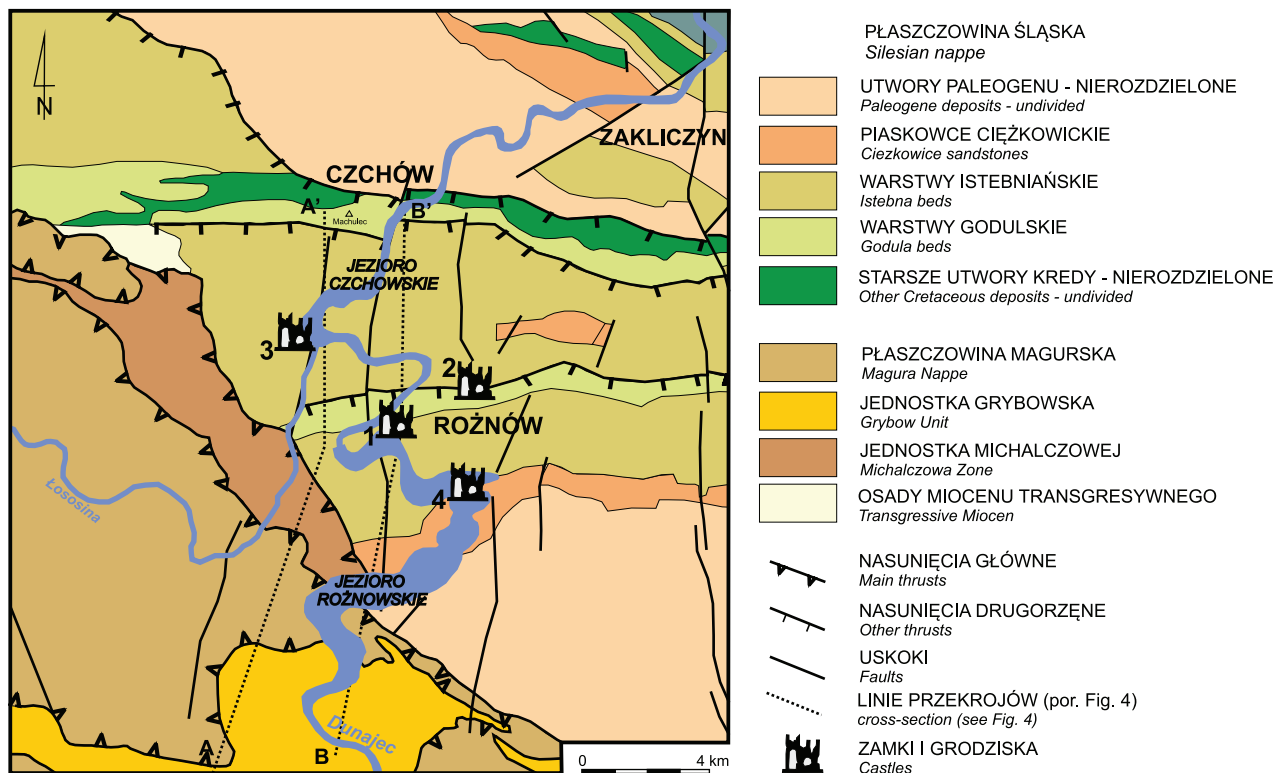 N
ZAKLICZYN
CZCHÓW
A'
Machulec
B'
JEZIORO
CZCHOWSKIE
3
2
1
ROŻNÓW
4
Łososina
JEZIORO
ROŻNOWSKIE
Dunajec
A
B
0 4 km
PŁASZCZOWINA ŚLĄSKA
Silesian nappe
UTWORY PALEOGENU - NIEROZDZIELONE
Paleogene deposits - undivided
PIASKOWCE CIĘŻKOWICKIE
Ciezkowice sandstones
WARSTWY ISTEBNIAŃSKIE
Istebna beds
WARSTWY GODULSKIE
Godula beds
STARSZE UTWORY KREDY - NIEROZDZIELONE
Other Cretaceous deposits - undivided
PŁASZCZOWINA MAGURSKA
Magura Nappe
JEDNOSTKA GRYBOWSKA
Grybow Unit
JEDNOSTKA MICHALCZOWEJ
Michalczowa Zone
OSADY MIOCENU TRANSGRESYWNEGO
Transgressive Miocen
NASUNIĘCIA GŁÓWNE
Main thrusts
NASUNIĘCIA DRUGORZĘNE
Other thrusts
USKOKI
Faults
LINIE PRZEKROJÓW (por. Fig. 4)
cross-section (see Fig. 4)
ZAMKI I GRODZISKA
Castles